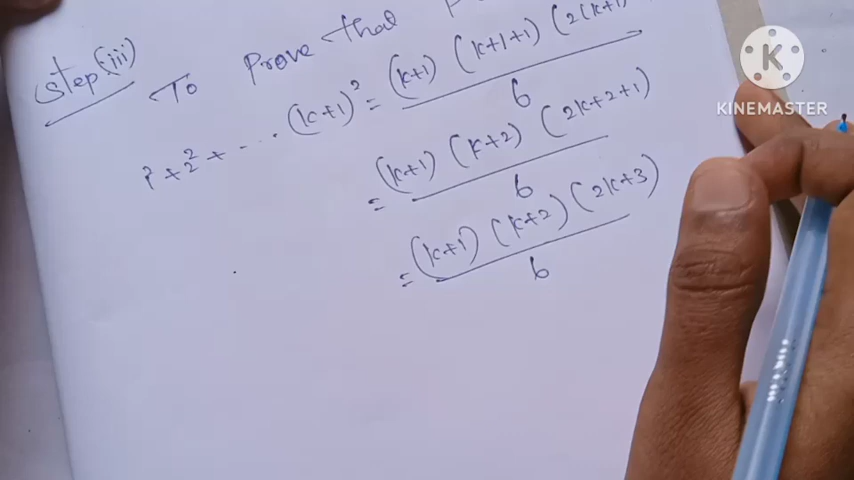 Step (iii)
To Prove that P
1² + 2² + - - . . (k+1)² = (k+1) (k+1+1) (2(k+1)
6
= (k+1) (k+2) (2k+2+1)
6
= (k+1) (k+2) (2k+3)
6
K
KINEMASTER